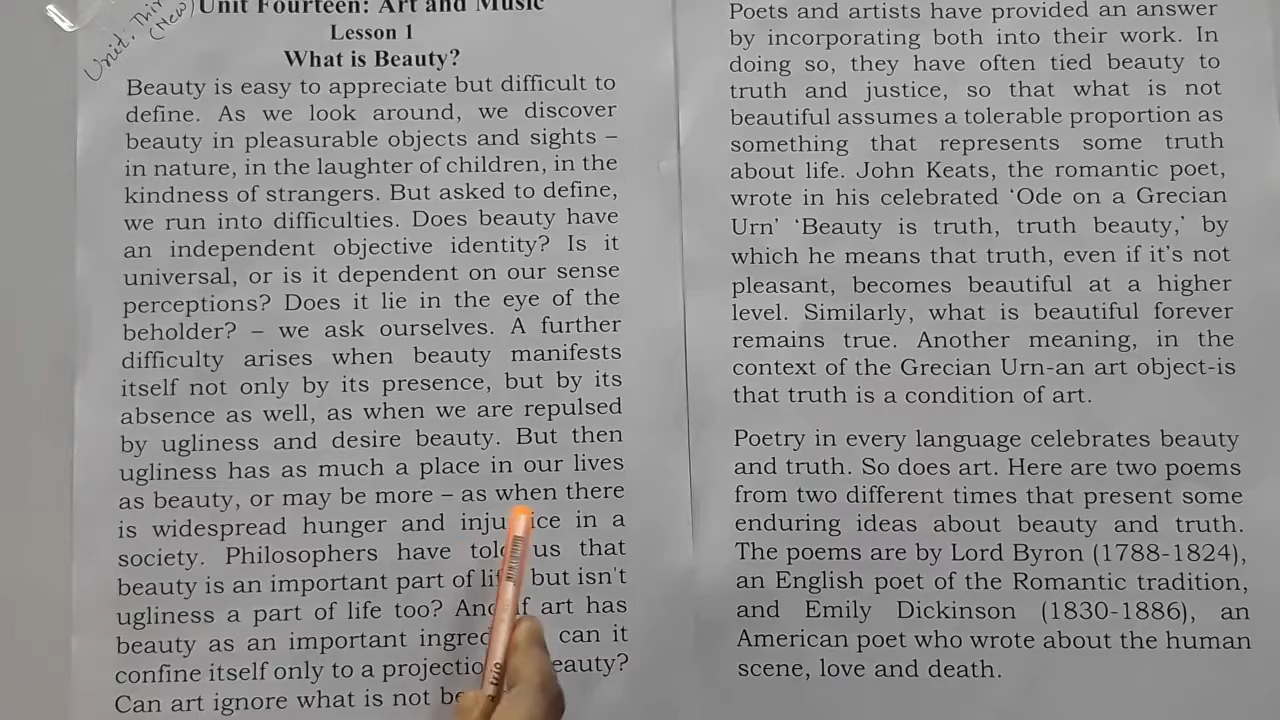 Unit. Thir
(New)
Unit Fourteen: Art and Music
Lesson 1
What is Beauty?
Beauty is easy to appreciate but difficult to
define. As we look around, we discover
beauty in pleasurable objects and sights –
in nature, in the laughter of children, in the
kindness of strangers. But asked to define,
we run into difficulties. Does beauty have
an independent objective identity? Is it
universal, or is it dependent on our sense
perceptions? Does it lie in the eye of the
beholder? – we ask ourselves. A further
difficulty arises when beauty manifests
itself not only by its presence, but by its
absence as well, as when we are repulsed
by ugliness and desire beauty. But then
ugliness has as much a place in our lives
as beauty, or may be more – as when there
is widespread hunger and in a
society. Philosophers have us that
beauty is an important part of but isn't
ugliness a part of life too? if art has
beauty as an important can it
confine itself only to a
Can art ignore what is not
Poets and artists have provided an answer
by incorporating both into their work. In
doing so, they have often tied beauty to
truth and justice, so that what is not
beautiful assumes a tolerable proportion as
something that represents some truth
about life. John Keats, the romantic poet,
wrote in his celebrated ‘Ode on a Grecian
Urn’ ‘Beauty is truth, truth beauty,’ by
which he means that truth, even if it's not
pleasant, becomes beautiful at a higher
level. Similarly, what is beautiful forever
remains true. Another meaning, in the
context of the Grecian Urn-an art object-is
that truth is a condition of art.
Poetry in every language celebrates beauty
and truth. So does art. Here are two poems
from two different times that present some
enduring ideas about beauty and truth.
The poems are by Lord Byron (1788-1824),
an English poet of the Romantic tradition,
and Emily Dickinson (1830-1886), an
American poet who wrote about the human
scene, love and death.
trio